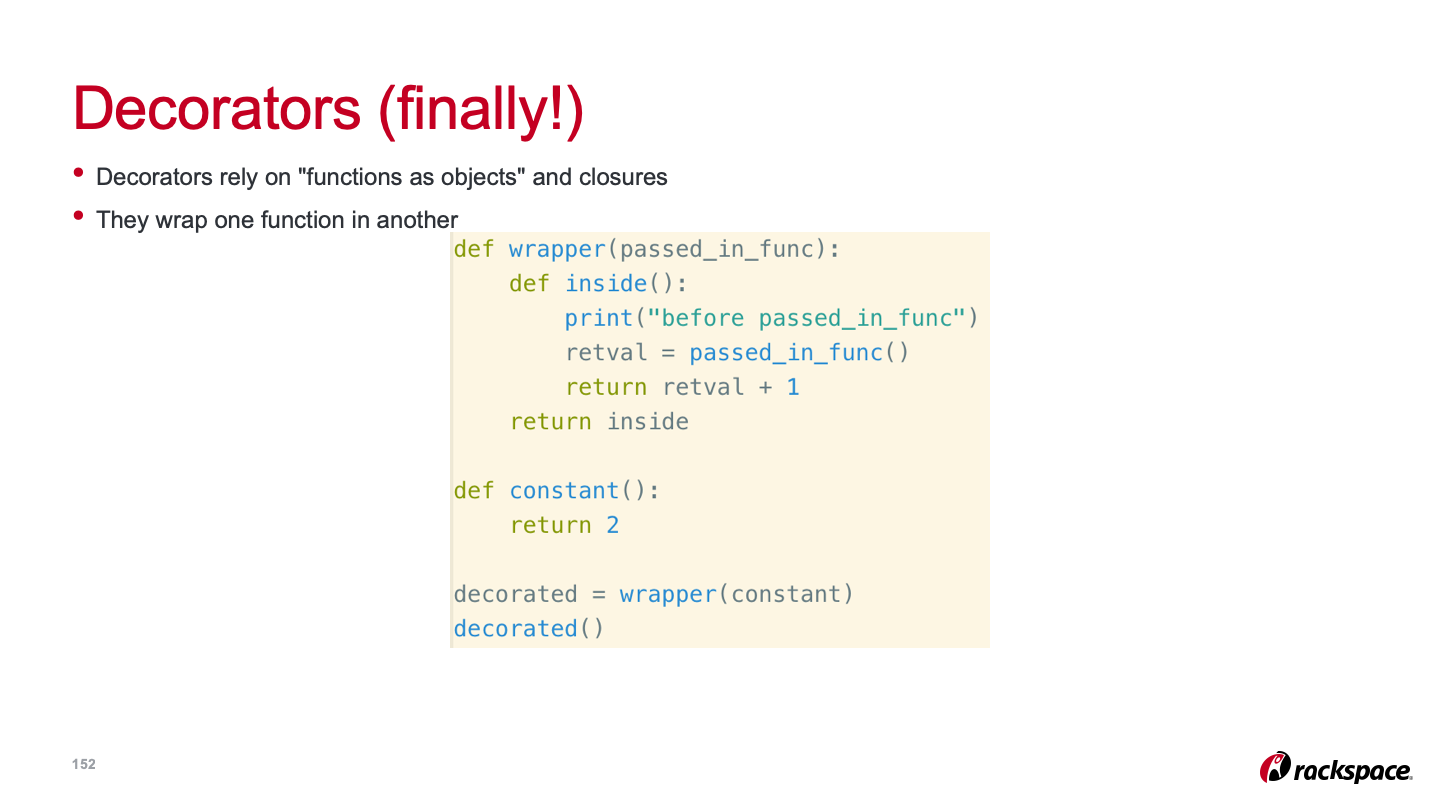 Decorators (finally!)
• Decorators rely on "functions as objects" and closures
• They wrap one function in another
def wrapper(passed_in_func):
    def inside():
        print("before passed_in_func")
        retval = passed_in_func()
        return retval + 1
    return inside

def constant():
    return 2

decorated = wrapper(constant)
decorated()
152
rackspace.